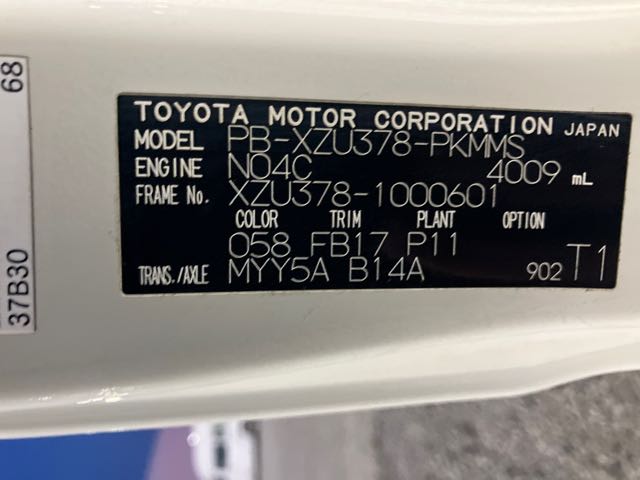 TOYOTA MOTOR CORPORATION JAPAN
MODEL PB-XZU378-PKMMS
ENGINE N04C 4009 mL
FRAME No. XZU378-1000601
COLOR TRIM PLANT OPTION
058 FB17 P11
TRANS./AXLE MYY5A B14A 902 T1
68
37B30